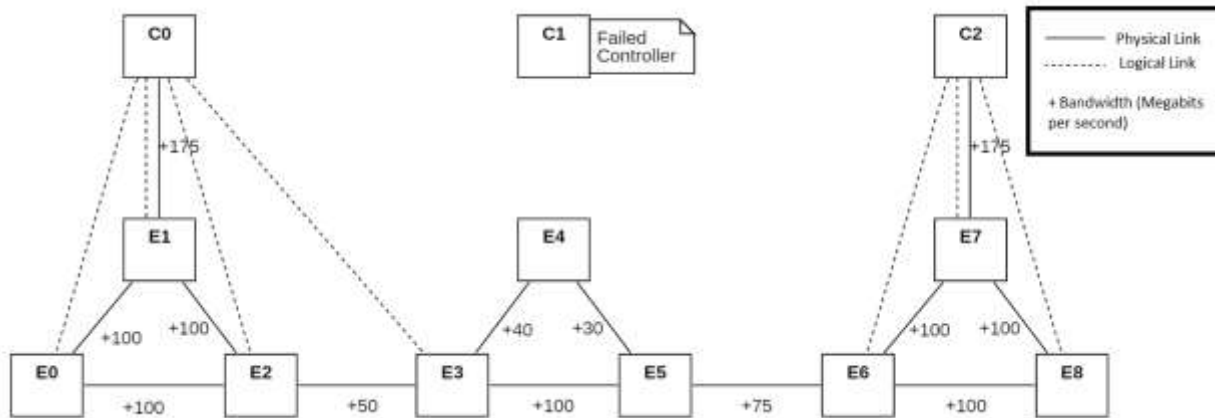 C0
C1
Failed
Controller
C2
Physical Link
Logical Link
+ Bandwidth (Megabits
per second)
+175
+175
E1
E4
E7
+100
+100
+40
+30
+100
+100
E0
E2
E3
E5
E6
E8
+100
+50
+100
+75
+100